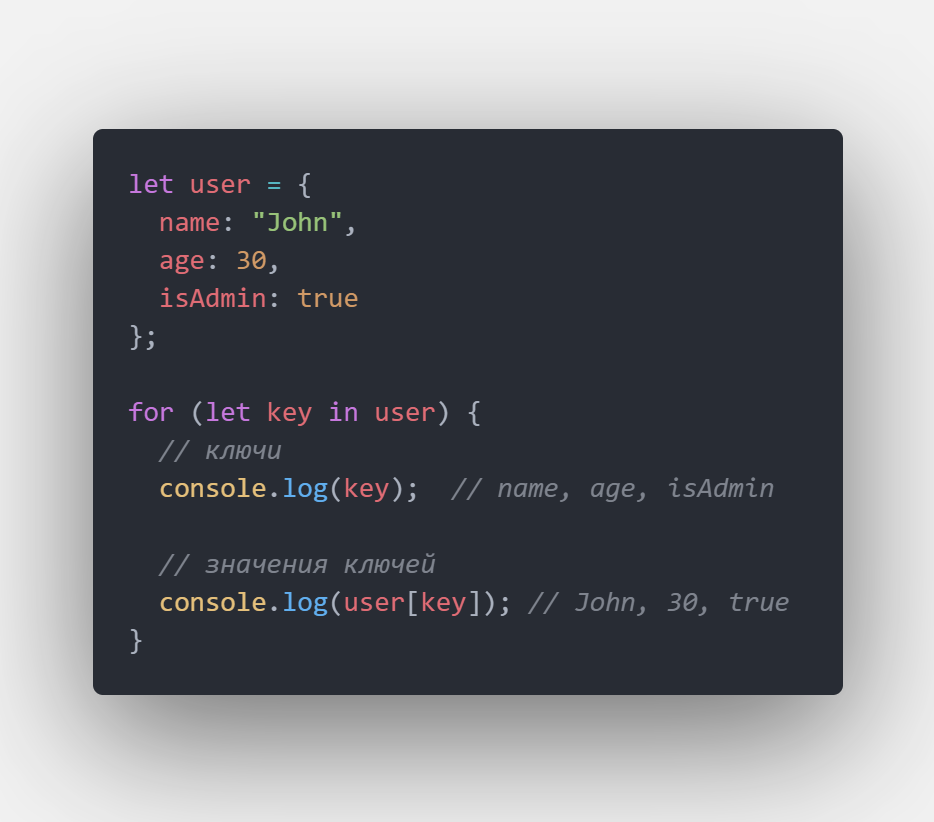 let user = {
  name: "John",
  age: 30,
  isAdmin: true
};
for (let key in user) {
  // ключи
  console.log(key);  // name, age, isAdmin
  // значения ключей
  console.log(user[key]); // John, 30, true
}